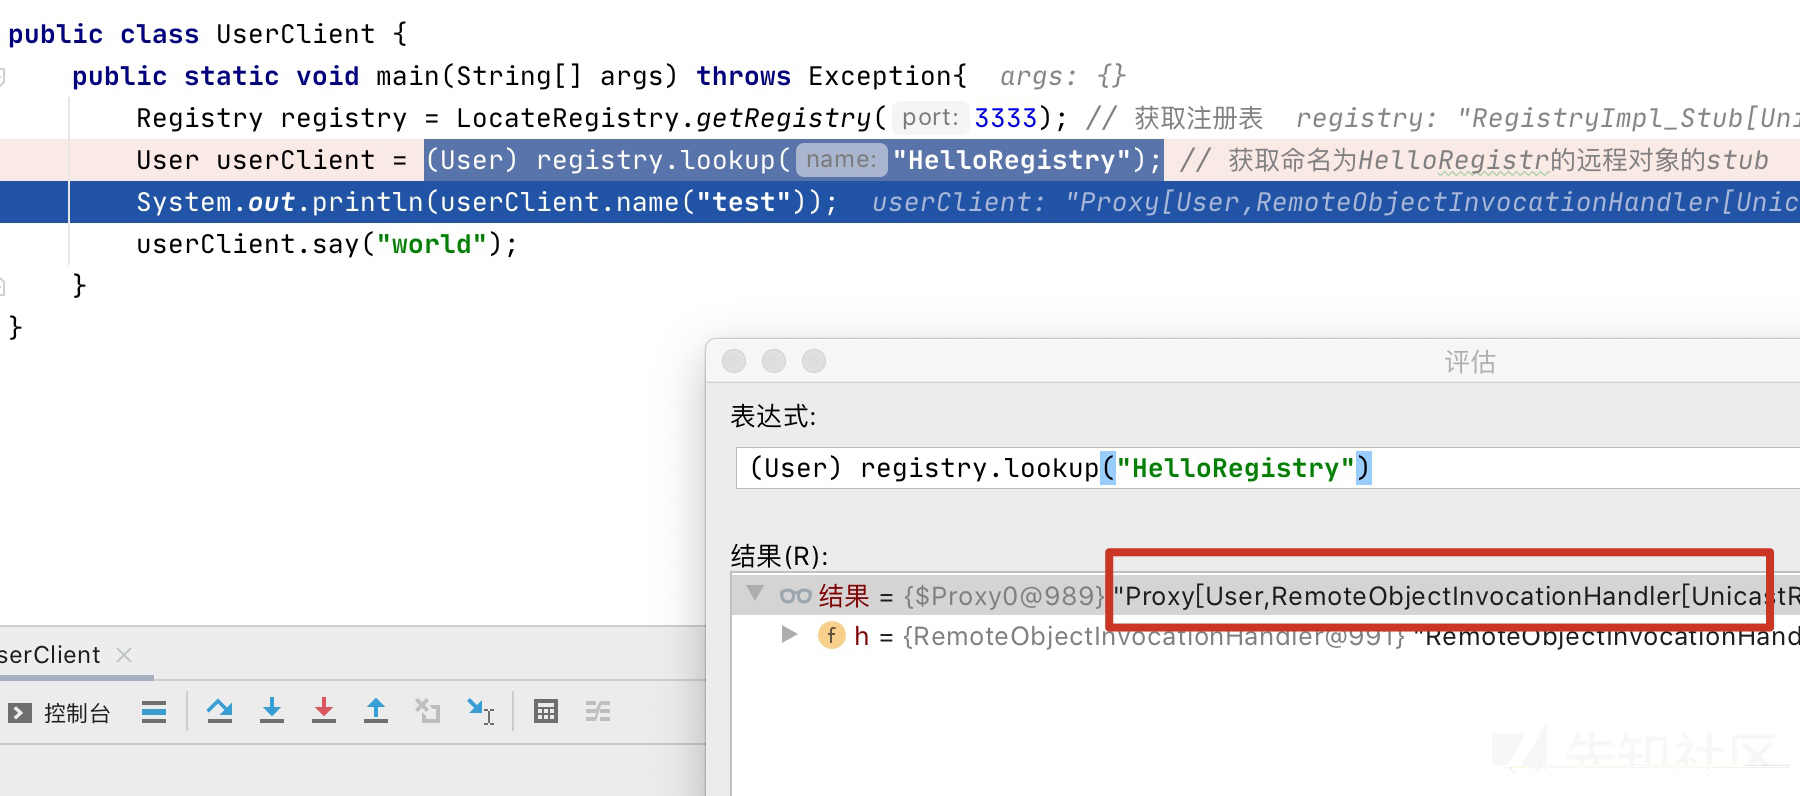 public class UserClient {
public static void main(String[] args) throws Exception{ args: {}
Registry registry = LocateRegistry.getRegistry( port: 3333); // 获取注册表 registry: "RegistryImpl_Stub[Uni
User userClient = (User) registry.lookup( name: "HelloRegistry"); // 获取命名为HelloRegistr的远程对象的stub
System.out.println(userClient.name("test")); userClient: "Proxy[User,RemoteObjectInvocationHandler[Unic
userClient.say("world");
}
}
评估
表达式:
(User) registry.lookup("HelloRegistry")
结果(R):
结果 = {$Proxy0@989} "Proxy[User,RemoteObjectInvocationHandler[UnicastR
f h = {RemoteObjectInvocationHandler@991} "RemoteObjectInvocationHand
serClient
控制台
先知社区